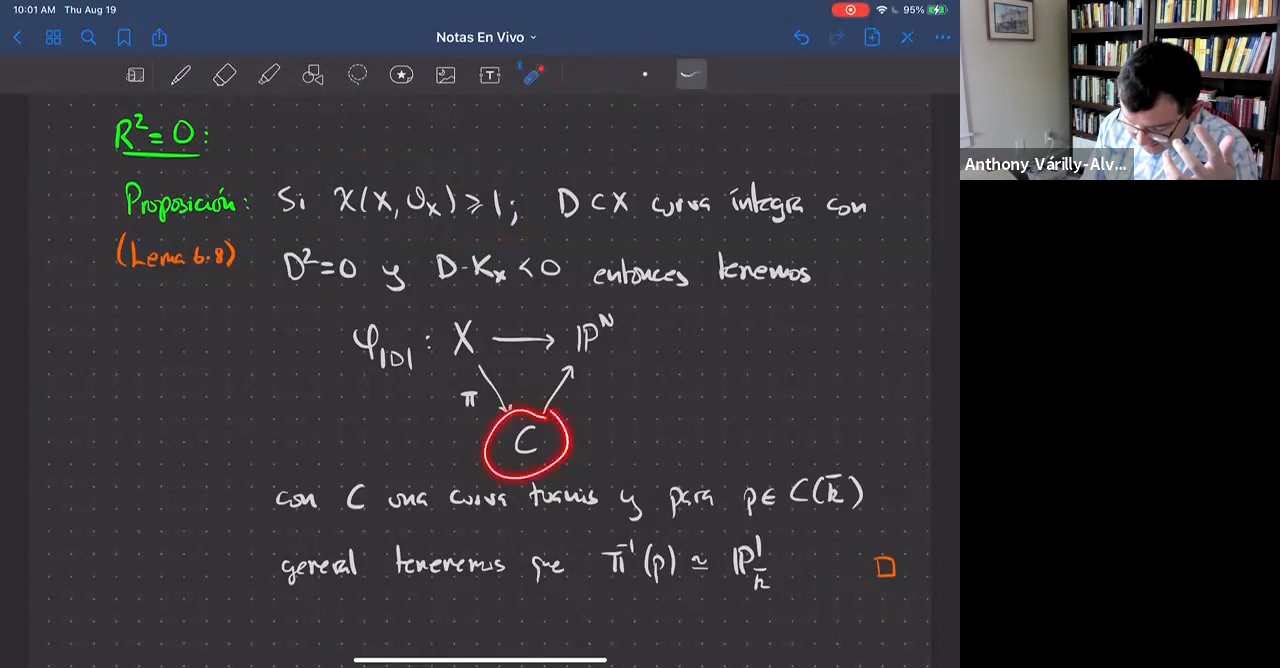 10:01 AM Thu Aug 19
95%
Notas En Vivo
R² = 0 :
Proposición: Si χ(X, O_X) ≥ 1; D ⊂ X curva íntegra con
(Lema 6.8) D² = 0 y D·K_X < 0 entonces tenemos
φ_|D| : X → ℙ^N
π
C
con C una curva suave y para p ∈ C(k̄)
general tenemos que π⁻¹(p) ≃ ℙ¹_k̄ □
Anthony Várilly-Alv...